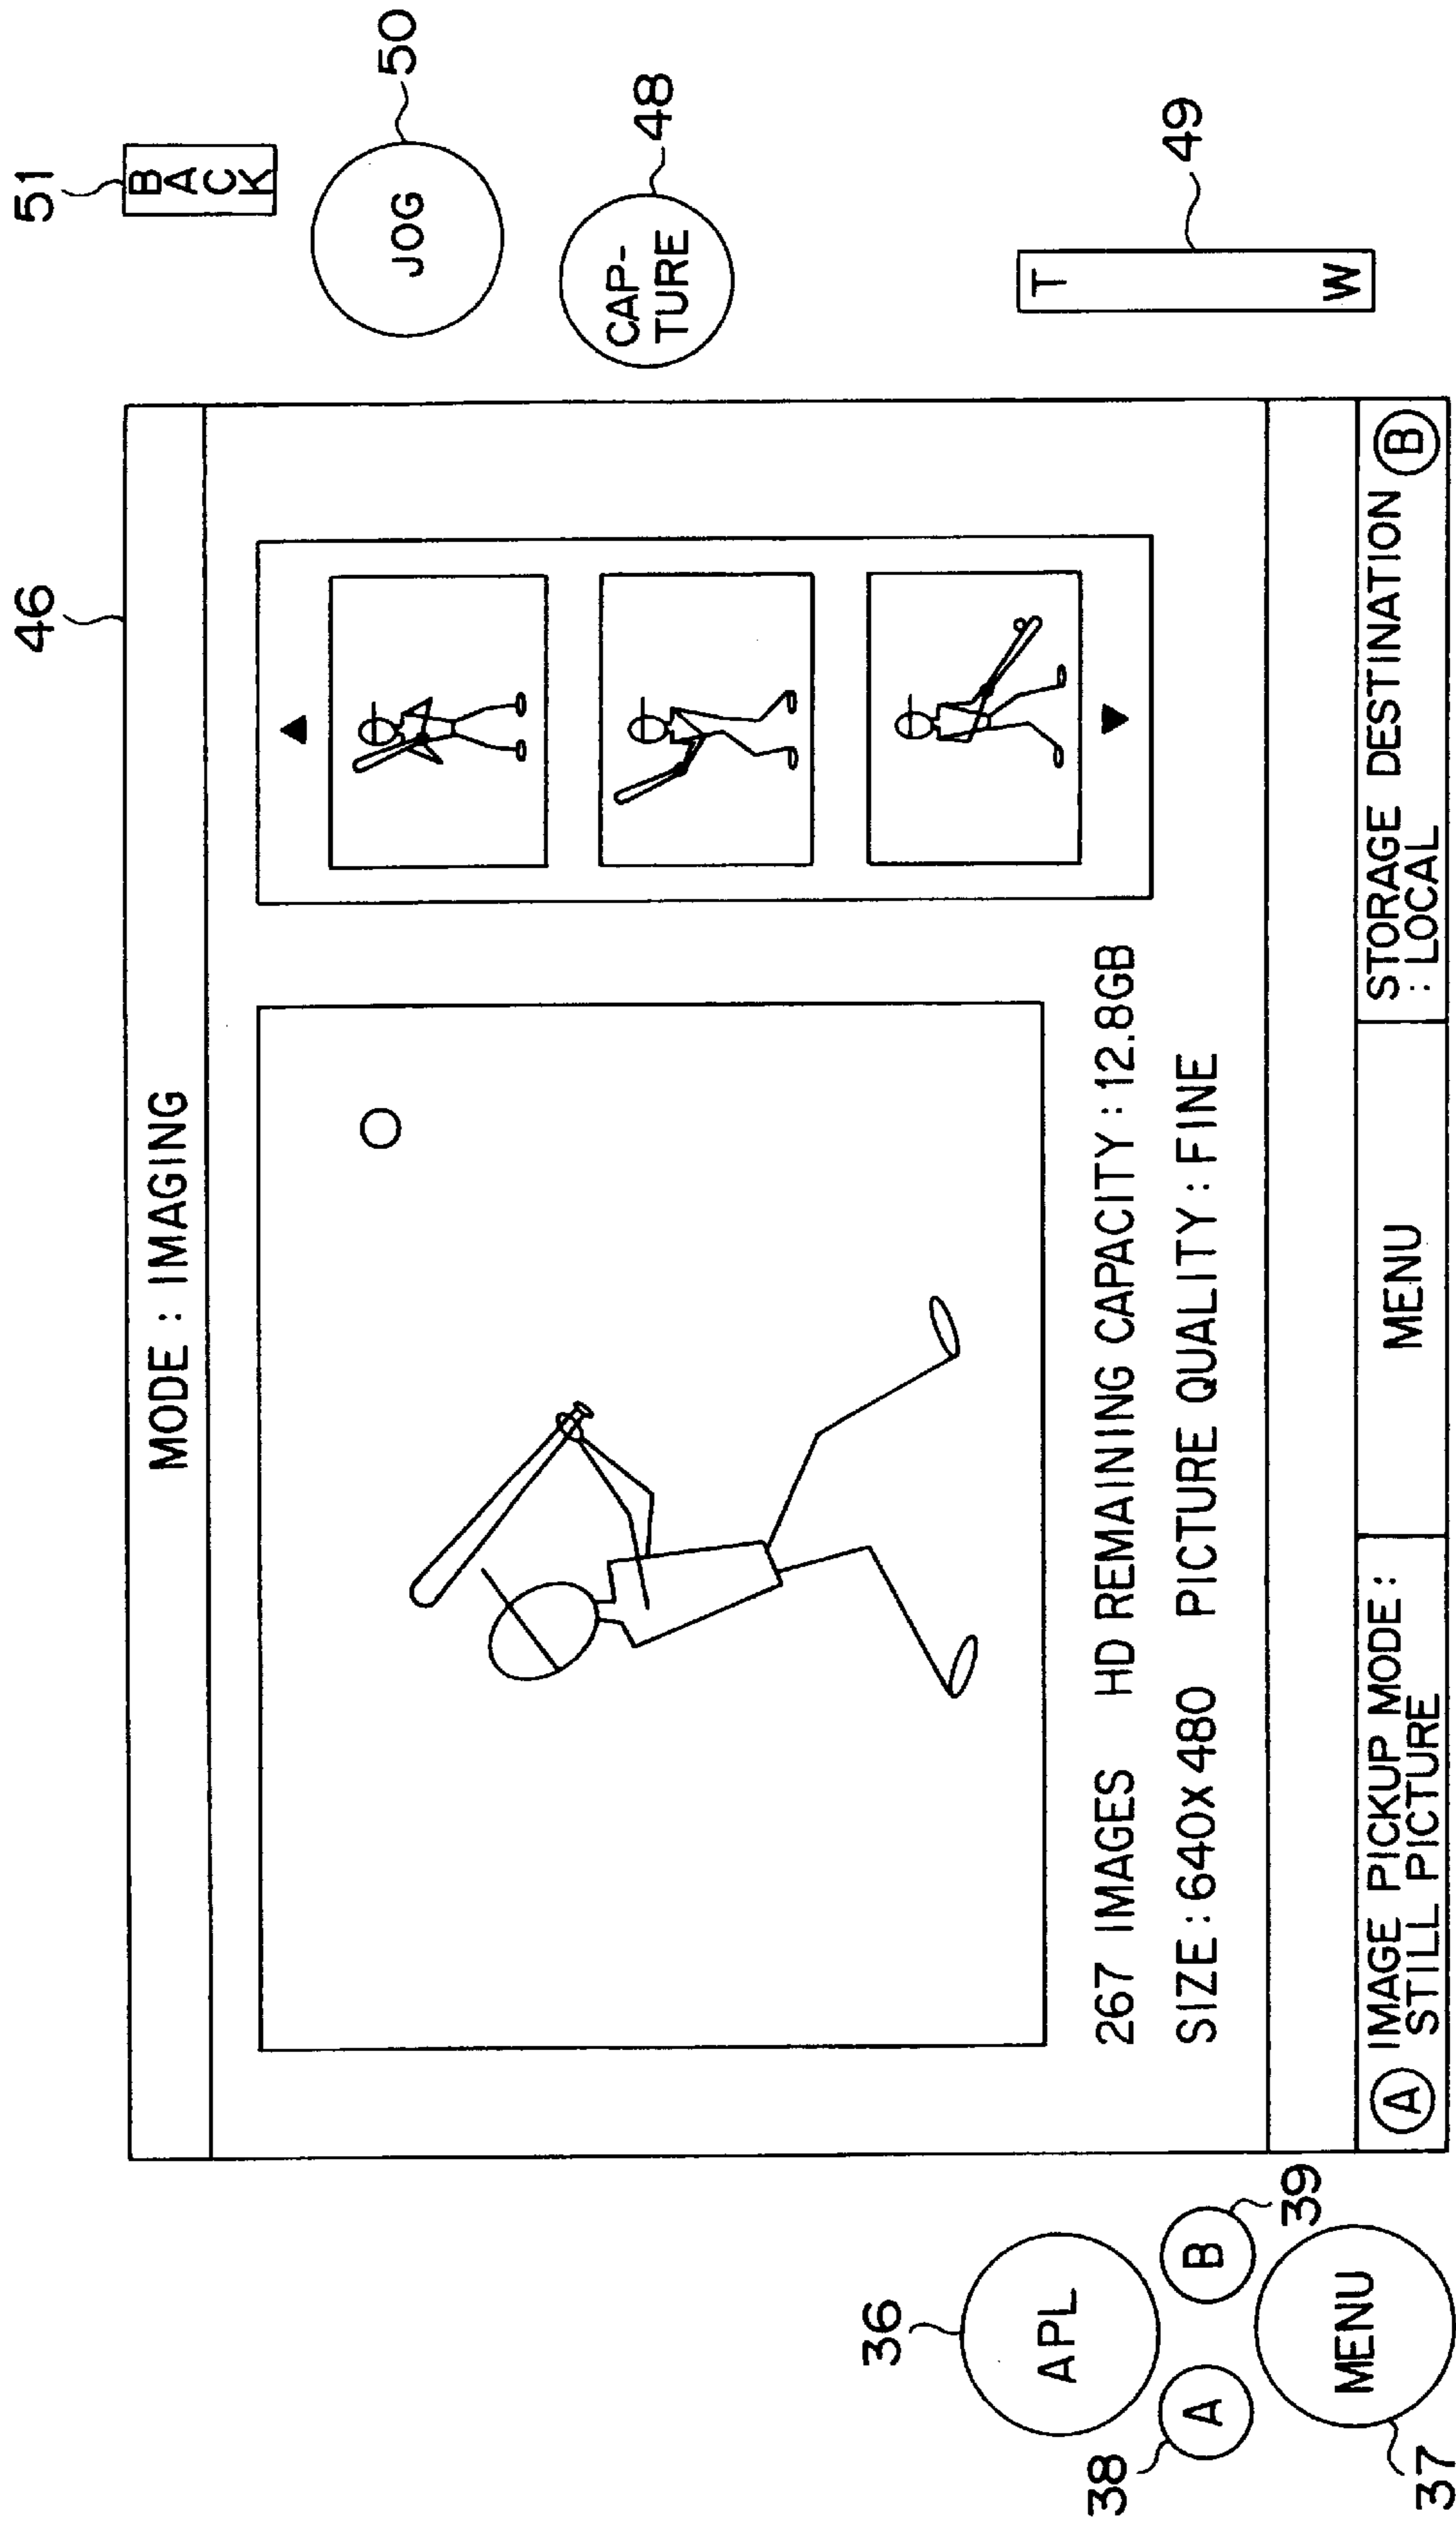 46
51
BACK
50
JOG
48
CAP-
TURE
49
T
W
MODE : IMAGING
267 IMAGES HD REMAINING CAPACITY : 12.8GB
SIZE : 640X480 PICTURE QUALITY : FINE
A IMAGE PICKUP MODE :
STILL PICTURE
MENU
STORAGE DESTINATION B
: LOCAL
36
APL
38
A
B
39
MENU
37